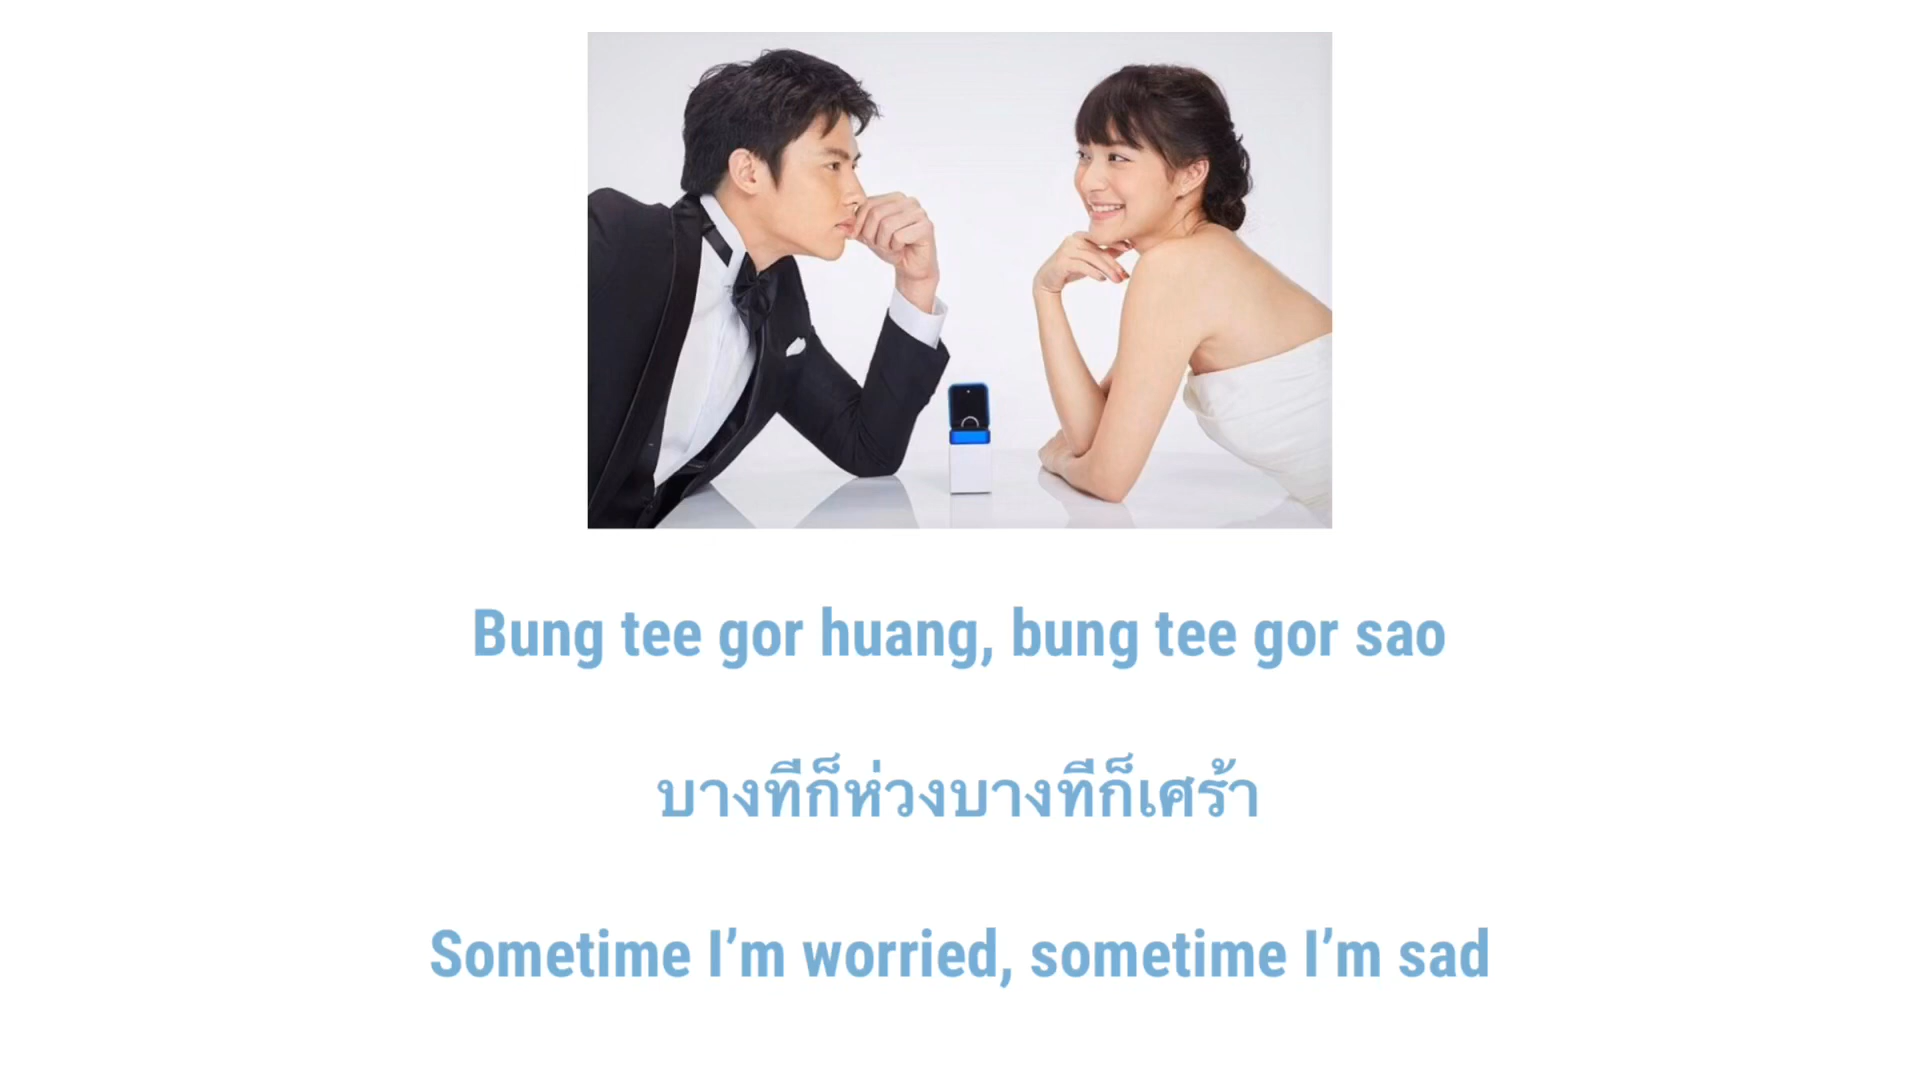 Bung tee gor huang, bung tee gor sao
บางทีก็ห่วงบางทีก็เศร้า
Sometime I’m worried, sometime I’m sad